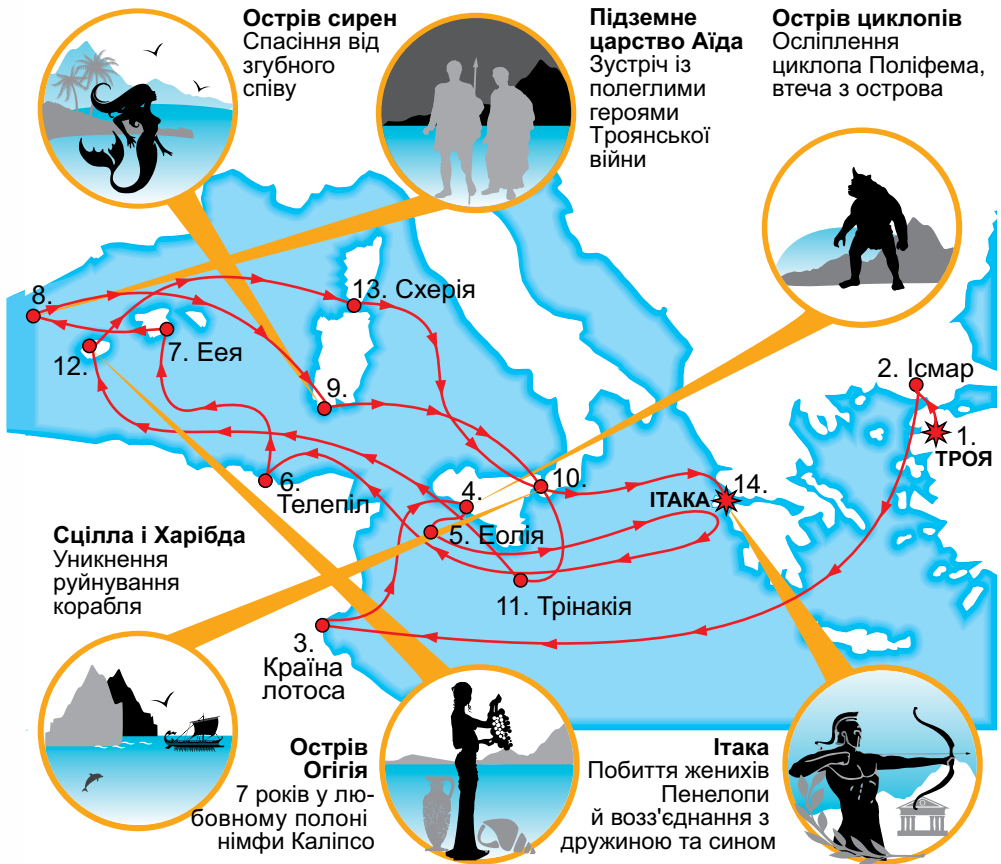 Острів сирен
Спасіння від
згубного
співу
Підземне
царство Аїда
Зустріч із
полеглими
героями
Троянської
війни
Острів циклопів
Осліплення
циклопа Поліфема,
втеча з острова
8.
13. Схерія
12.
7. Еея
9.
2. Ісмар
1.
ТРОЯ
6.
Телепіл
4.
10.
ІТАКА
14.
5. Еолія
11. Трінакія
3.
Країна
лотоса
Сцілла і Харібда
Уникнення
руйнування
корабля
Острів
Огігія
7 років у лю-
бовному полоні
німфи Каліпсо
Ітака
Побиття женихів
Пенелопи
й возз'єднання з
дружиною та сином